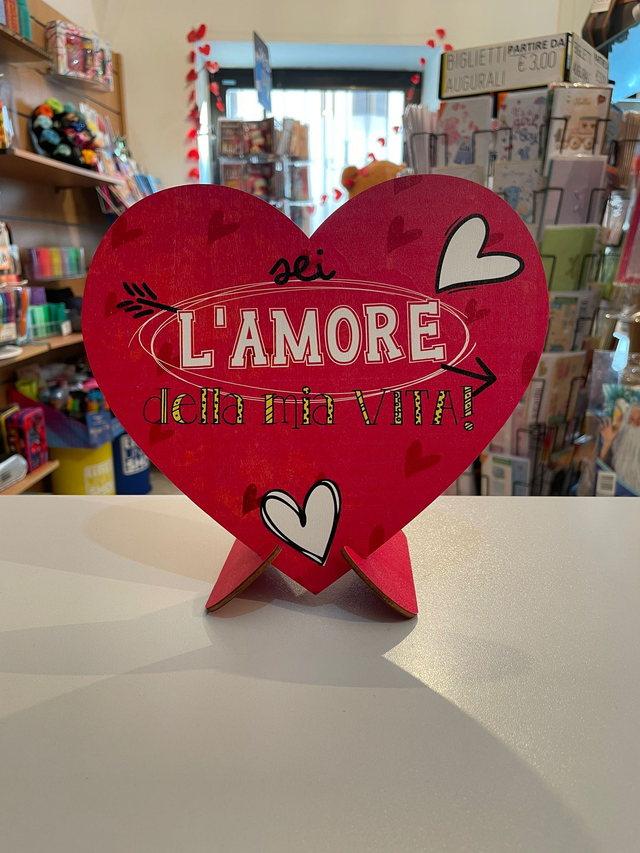 BIGLIETTI PARTIRE DA
AUGURALI € 3,00
sei
L'AMORE
della mia VITA!